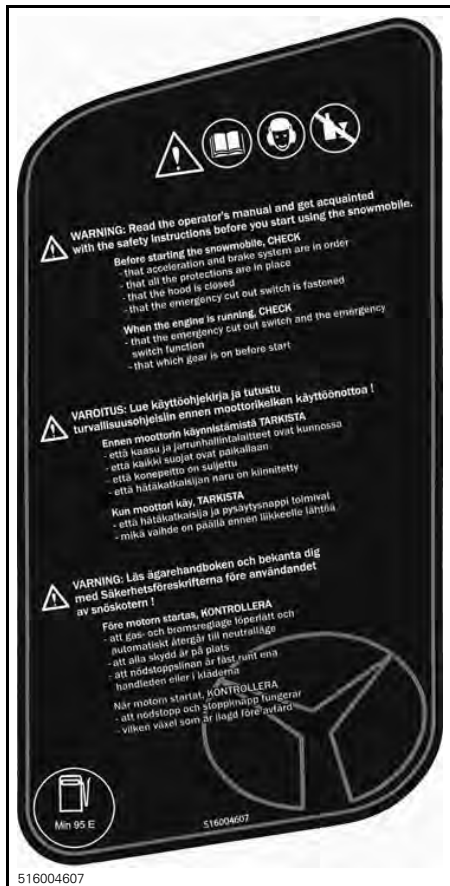 WARNING: Read the operator's manual and get acquainted
with the safety instructions before you start using the snowmobile.
Before starting the snowmobile, CHECK
- that acceleration and brake system are in order
- that all the protections are in place
- that the hood is closed
- that the emergency cut out switch is fastened
When the engine is running, CHECK
- that the emergency cut out switch and the emergency
switch function
- that which gear is on before start
VAROITUS: Lue käyttöohjekirja ja tutustu
turvallisuusohjeisiin ennen moottorikelkan käyttöönottoa !
Ennen moottorin käynnistämistä TARKISTA
- että kaasu ja jarrunhallintalaitteet ovat kunnossa
- että kaikki suojat ovat paikallaan
- että konepeitto on suljettu
- että hätäkatkaisijan naru on kiinnitetty
Kun moottori käy, TARKISTA
- että hätäkatkaisija ja pysäytysnappi toimivat
- mikä vaihde on päällä ennen liikkeelle lähtöä
VARNING: Läs ägarehandboken och bekanta dig
med Säkerhetsföreskrifterna före användandet
av snöskotern !
Före motorn startas, KONTROLLERA
- att gas- och bromsreglage löperlätt och
automatiskt återgår till neutralläge
- att alla skydd är på plats
- att nödstoppslinan är fäst runt ena
handleden eller i kläderna
När motorn startat, KONTROLLERA
- att nödstopp och stoppknapp fungerar
- vilken växel som är ilagd före avfärd
Min 95 E
516004607
516004607